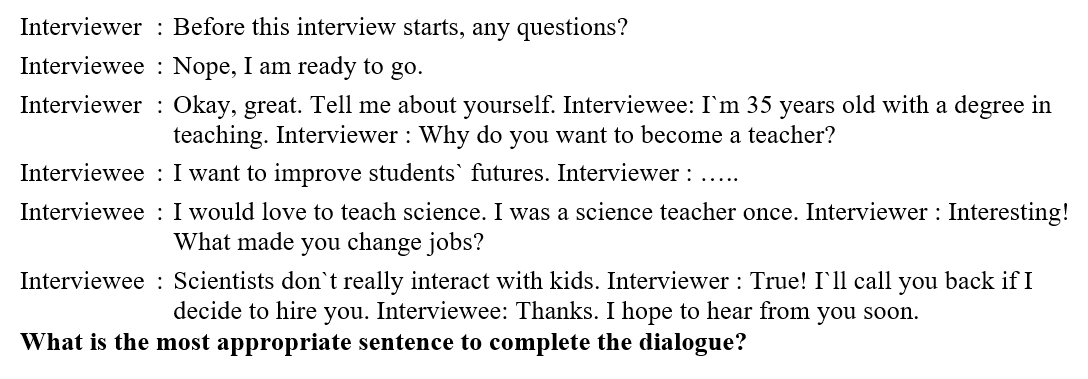 Interviewer : Before this interview starts, any questions?
Interviewee : Nope, I am ready to go.
Interviewer : Okay, great. Tell me about yourself. Interviewee: I`m 35 years old with a degree in
teaching. Interviewer : Why do you want to become a teacher?
Interviewee : I want to improve students` futures. Interviewer : …..
Interviewee : I would love to teach science. I was a science teacher once. Interviewer : Interesting!
What made you change jobs?
Interviewee : Scientists don`t really interact with kids. Interviewer : True! I`ll call you back if I
decide to hire you. Interviewee: Thanks. I hope to hear from you soon.
What is the most appropriate sentence to complete the dialogue?